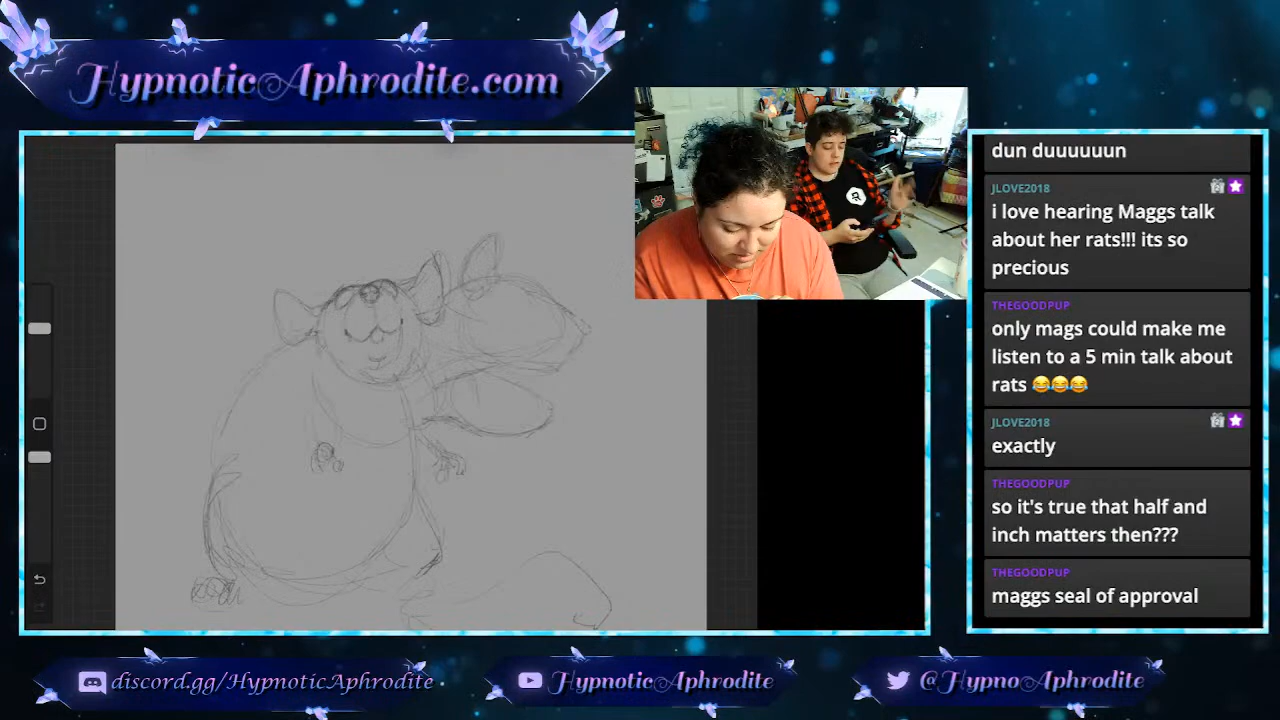 HypnoticAphrodite.com
dun duuuuuun
JLOVE2018
i love hearing Maggs talk
about her rats!!! its so
precious
THEGOODPUP
only mags could make me
listen to a 5 min talk about
rats 😂😂😂
JLOVE2018
exactly
THEGOODPUP
so it's true that half and
inch matters then???
THEGOODPUP
maggs seal of approval
discord.gg/HypnoticAphrodite
HypnoticAphrodite
@HypnoAphrodite